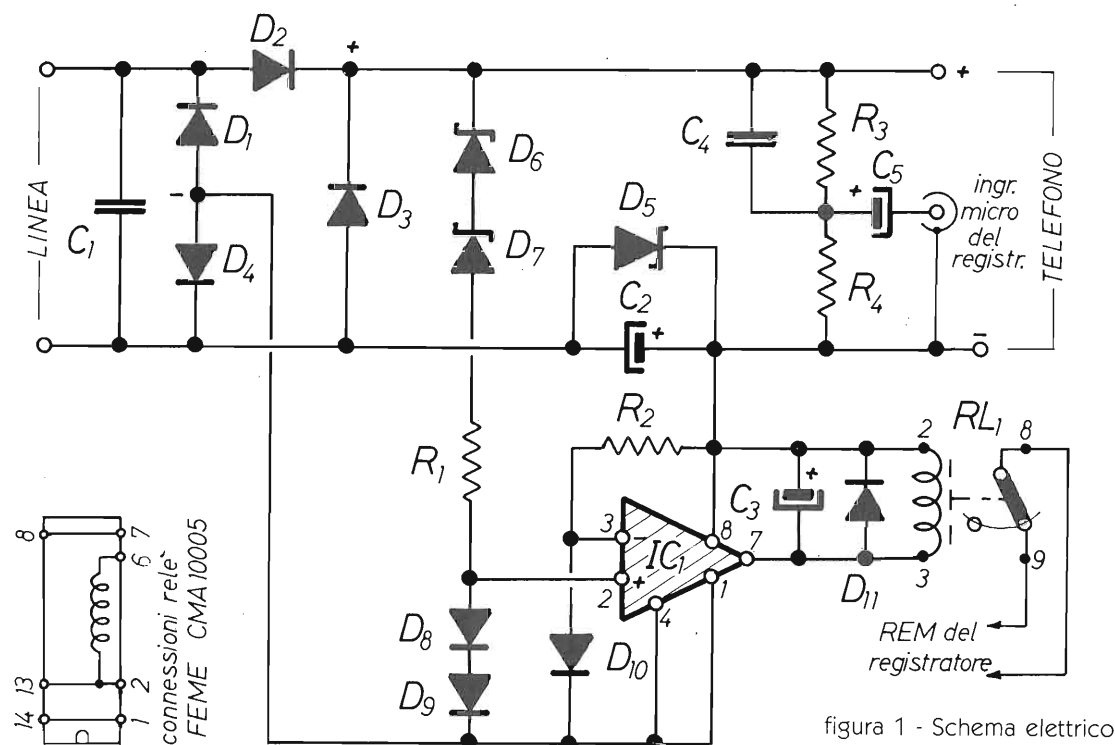 D2
+
+
LINEA
C1
D1
-
D4
D3
D6
D7
D5
C2
+
C4
R3
+
C5
R4
ingr.
micro
del
registr.
TELEFONO
-
R1
R2
3
-
IC1
+
2
4
8
7
1
C3
+
D11
2
3
RL1
8
9
D8
D9
D10
REM del
registratore
8
7
6
13
2
14
1
connessioni relè
FEME CMA10005
figura 1 - Schema elettrico